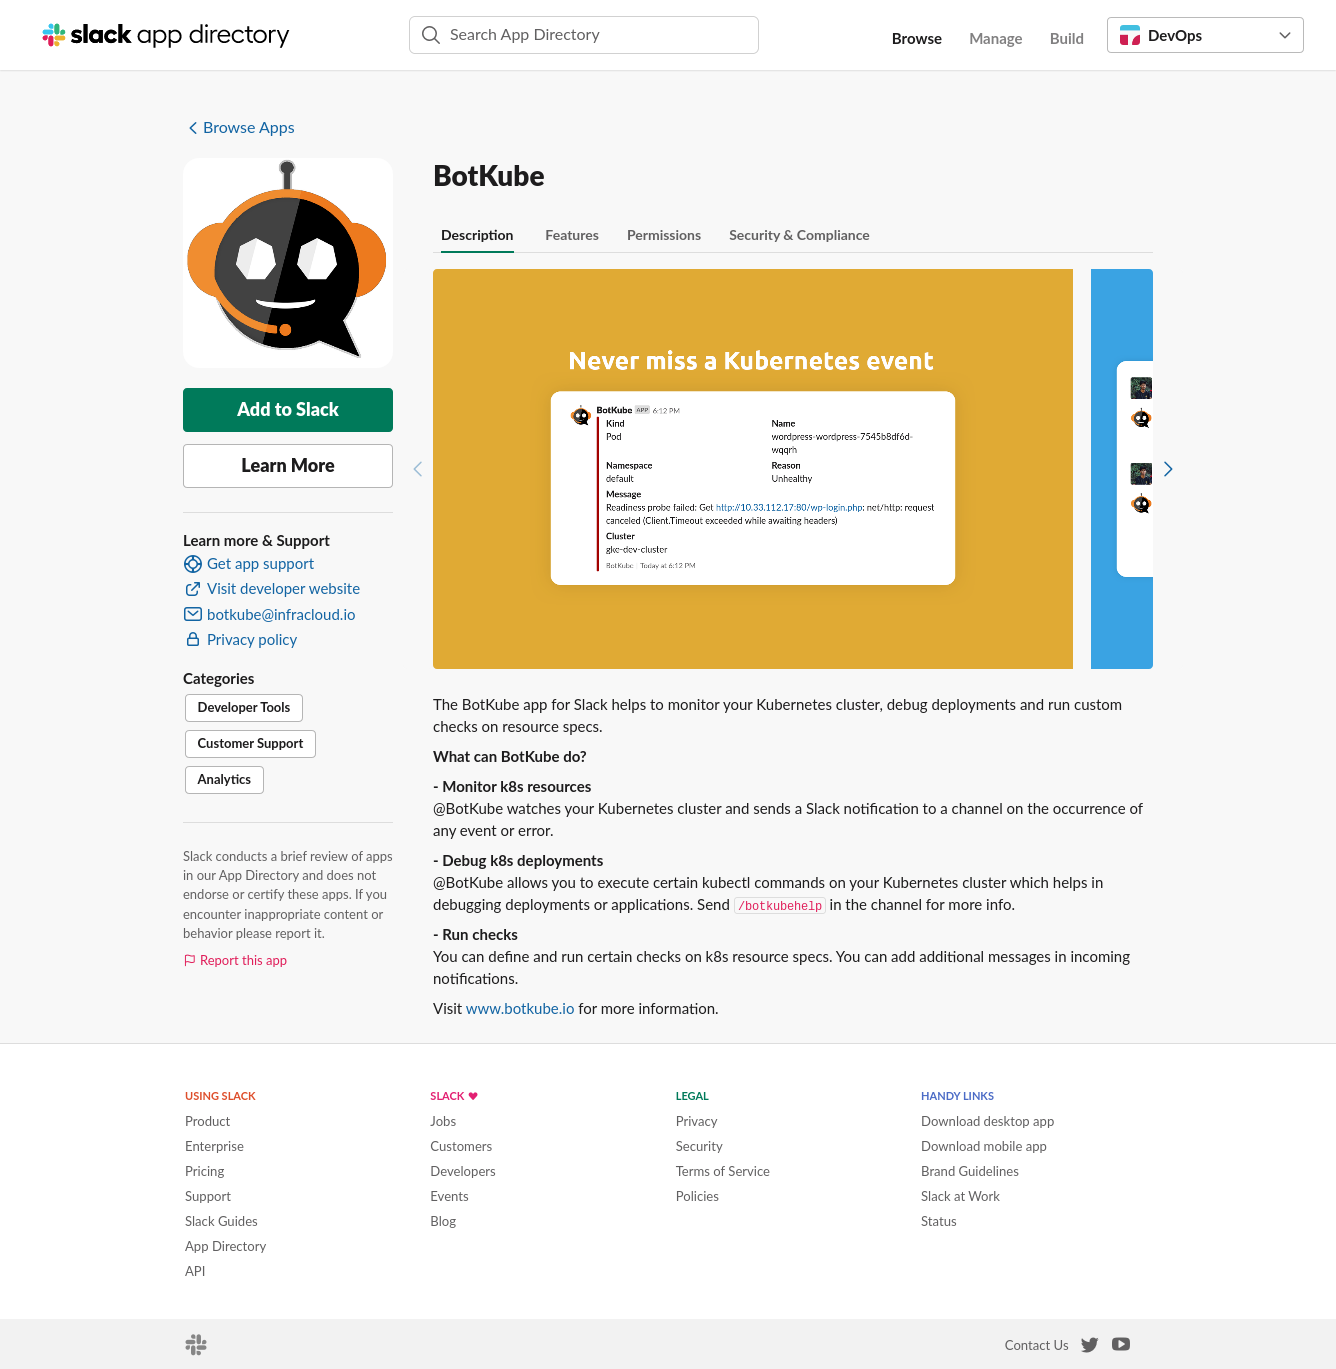 slack app directory
Search App Directory
Browse
Manage
Build
DevOps
Browse Apps
Add to Slack
Learn More
Learn more & Support
Get app support
Visit developer website
botkube@infracloud.io
Privacy policy
Categories
Developer Tools
Customer Support
Analytics
Slack conducts a brief review of apps
in our App Directory and does not
endorse or certify these apps. If you
encounter inappropriate content or
behavior please report it.
Report this app
BotKube
Description
Features
Permissions
Security & Compliance
Never miss a Kubernetes event
BotKube APP 6:12 PM
Kind
Pod
Name
wordpress-wordpress-7545b8df6d-
wqqrh
Namespace
default
Reason
Unhealthy
Message
Readiness probe failed: Get http://10.33.112.17:80/wp-login.php: net/http: request
canceled (Client.Timeout exceeded while awaiting headers)
Cluster
gke-dev-cluster
BotKube | Today at 6:12 PM
The BotKube app for Slack helps to monitor your Kubernetes cluster, debug deployments and run custom
checks on resource specs.
What can BotKube do?
- Monitor k8s resources
@BotKube watches your Kubernetes cluster and sends a Slack notification to a channel on the occurrence of
any event or error.
- Debug k8s deployments
@BotKube allows you to execute certain kubectl commands on your Kubernetes cluster which helps in
debugging deployments or applications. Send /botkubehelp in the channel for more info.
- Run checks
You can define and run certain checks on k8s resource specs. You can add additional messages in incoming
notifications.
Visit www.botkube.io for more information.
USING SLACK
Product
Enterprise
Pricing
Support
Slack Guides
App Directory
API
SLACK ♥
Jobs
Customers
Developers
Events
Blog
LEGAL
Privacy
Security
Terms of Service
Policies
HANDY LINKS
Download desktop app
Download mobile app
Brand Guidelines
Slack at Work
Status
Contact Us